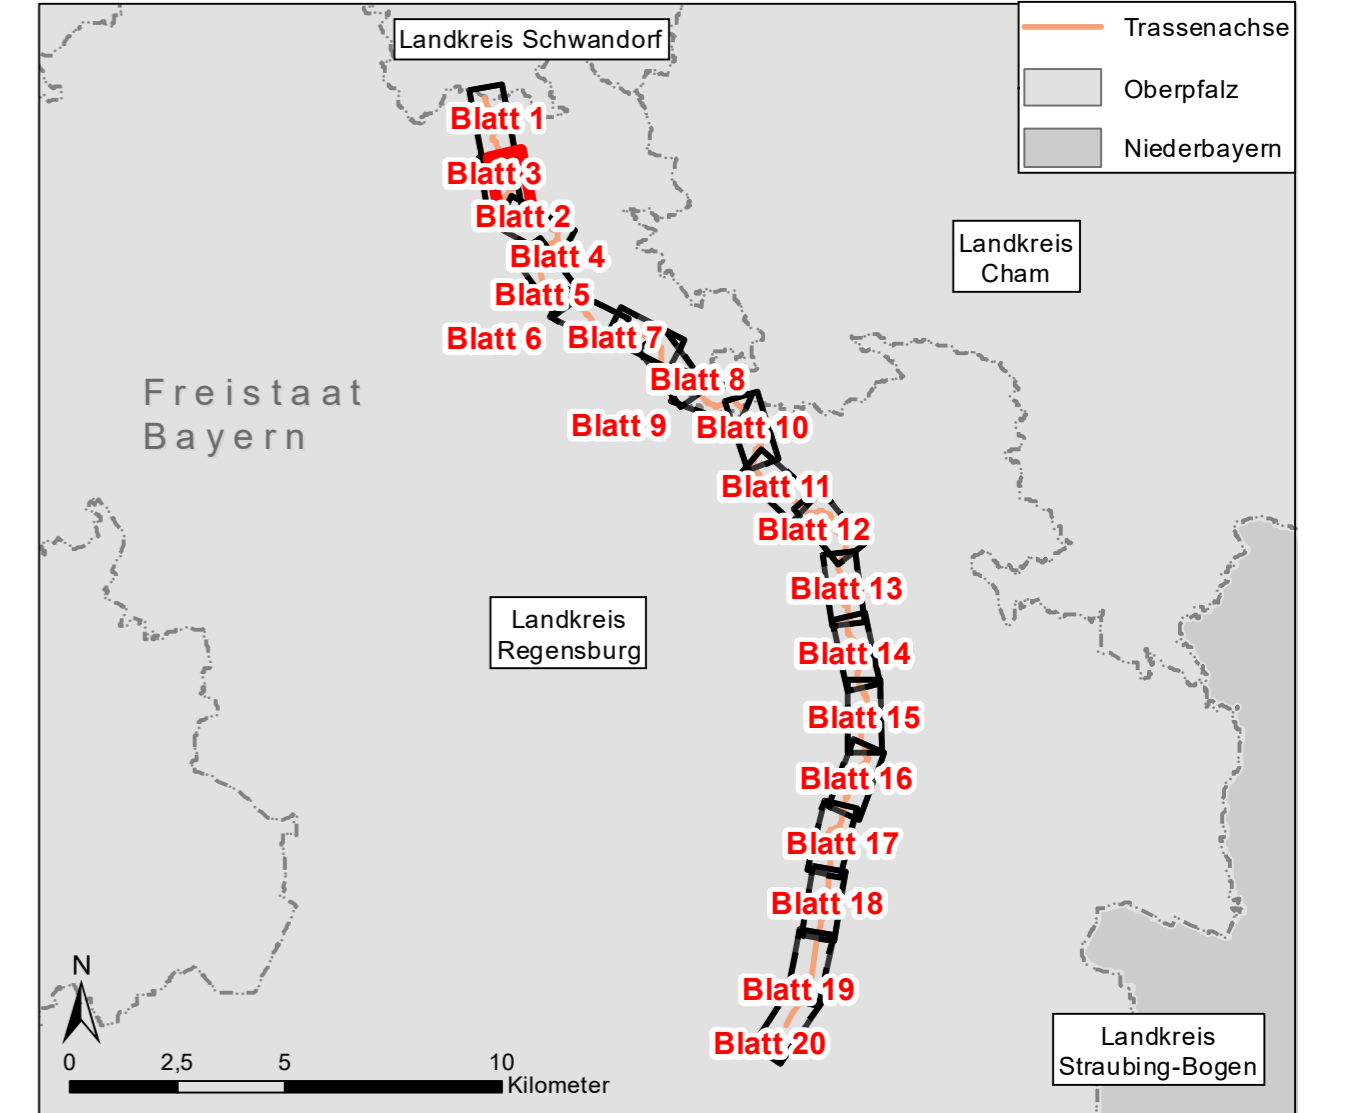 Landkreis Schwandorf
Trassenachse
Oberpfalz
Niederbayern
Blatt 1
Blatt 3
Blatt 2
Blatt 4
Blatt 5
Blatt 6
Blatt 7
Blatt 8
Blatt 9
Blatt 10
Blatt 11
Blatt 12
Blatt 13
Blatt 14
Blatt 15
Blatt 16
Blatt 17
Blatt 18
Blatt 19
Blatt 20
Landkreis
Cham
Freistaat
Bayern
Landkreis
Regensburg
Landkreis
Straubing-Bogen
N
0 2,5 5 10
Kilometer